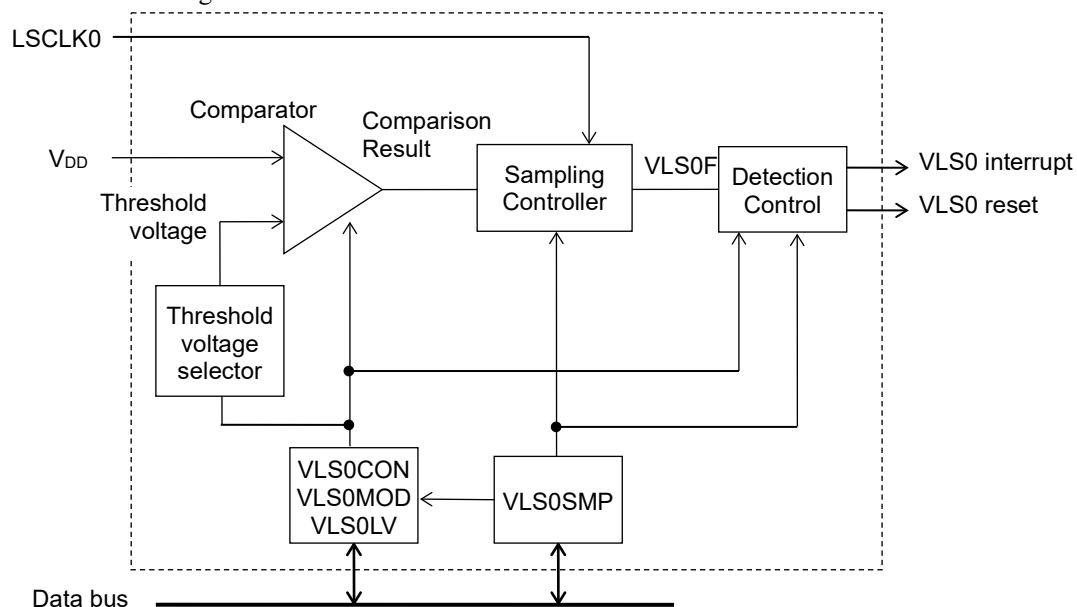 LSCLK0
Comparator
Comparison
Result
VDD
Threshold
voltage
Sampling
Controller
VLS0F
Detection
Control
VLS0 interrupt
VLS0 reset
Threshold
voltage
selector
VLS0CON
VLS0MOD
VLS0LV
VLS0SMP
Data bus